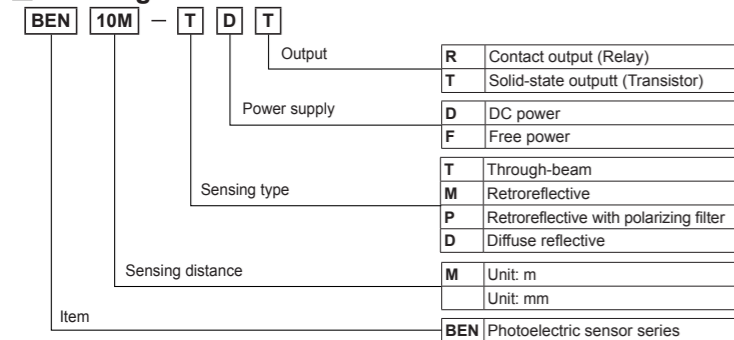 BEN 10M - T D T
Output
R Contact output (Relay)
T Solid-state outputt (Transistor)
Power supply
D DC power
F Free power
Sensing type
T Through-beam
M Retroreflective
P Retroreflective with polarizing filter
D Diffuse reflective
Sensing distance
M Unit: m
Unit: mm
Item
BEN Photoelectric sensor series